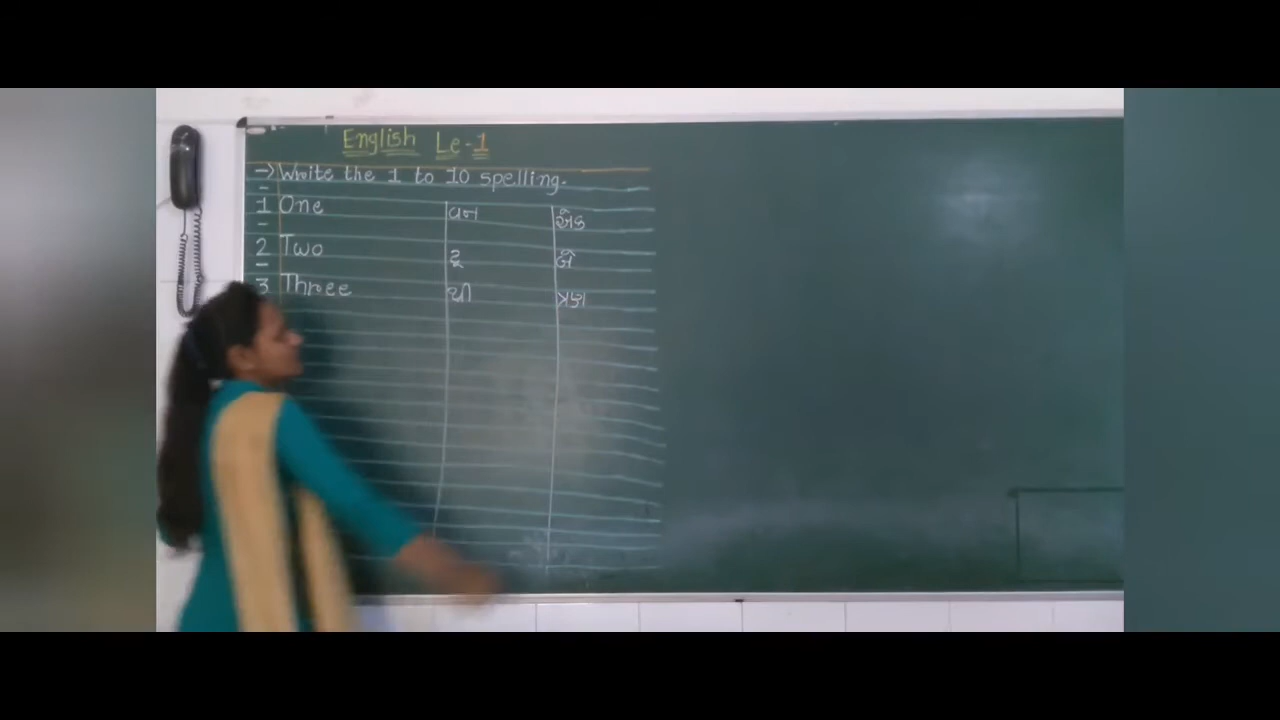 English Le-1
→ Write the 1 to 10 spelling.
1 One વન એક
2 Two ટૂ બે
3 Three થ્રી ત્રણ